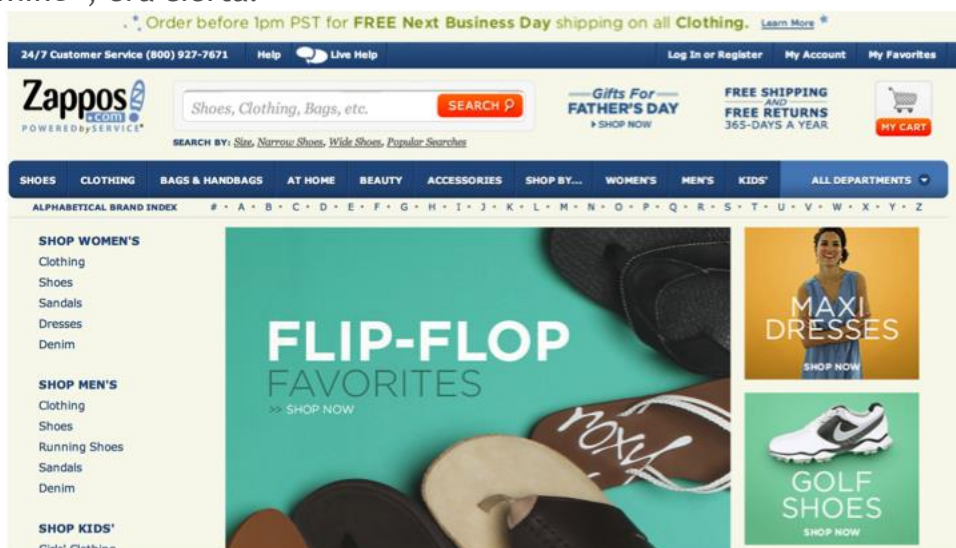 Order before 1pm PST for FREE Next Business Day shipping on all Clothing. Learn More
24/7 Customer Service (800) 927-7671 Help Live Help Log In or Register My Account My Favorites
Zappos
.com
POWERED by SERVICE
Shoes, Clothing, Bags, etc. SEARCH
SEARCH BY: Size, Narrow Shoes, Wide Shoes, Popular Searches
Gifts For
FATHER'S DAY
SHOP NOW
FREE SHIPPING
AND
FREE RETURNS
365-DAYS A YEAR
MY CART
SHOES CLOTHING BAGS & HANDBAGS AT HOME BEAUTY ACCESSORIES SHOP BY... WOMEN'S MEN'S KIDS' ALL DEPARTMENTS
ALPHABETICAL BRAND INDEX # • A • B • C • D • E • F • G • H • I • J • K • L • M • N • O • P • Q • R • S • T • U • V • W • X • Y • Z
SHOP WOMEN'S
Clothing
Shoes
Sandals
Dresses
Denim
SHOP MEN'S
Clothing
Shoes
Running Shoes
Sandals
Denim
SHOP KIDS'
FLIP-FLOP
FAVORITES
>> SHOP NOW
roxy
MAXI
DRESSES
SHOP NOW
GOLF
SHOES
SHOP NOW